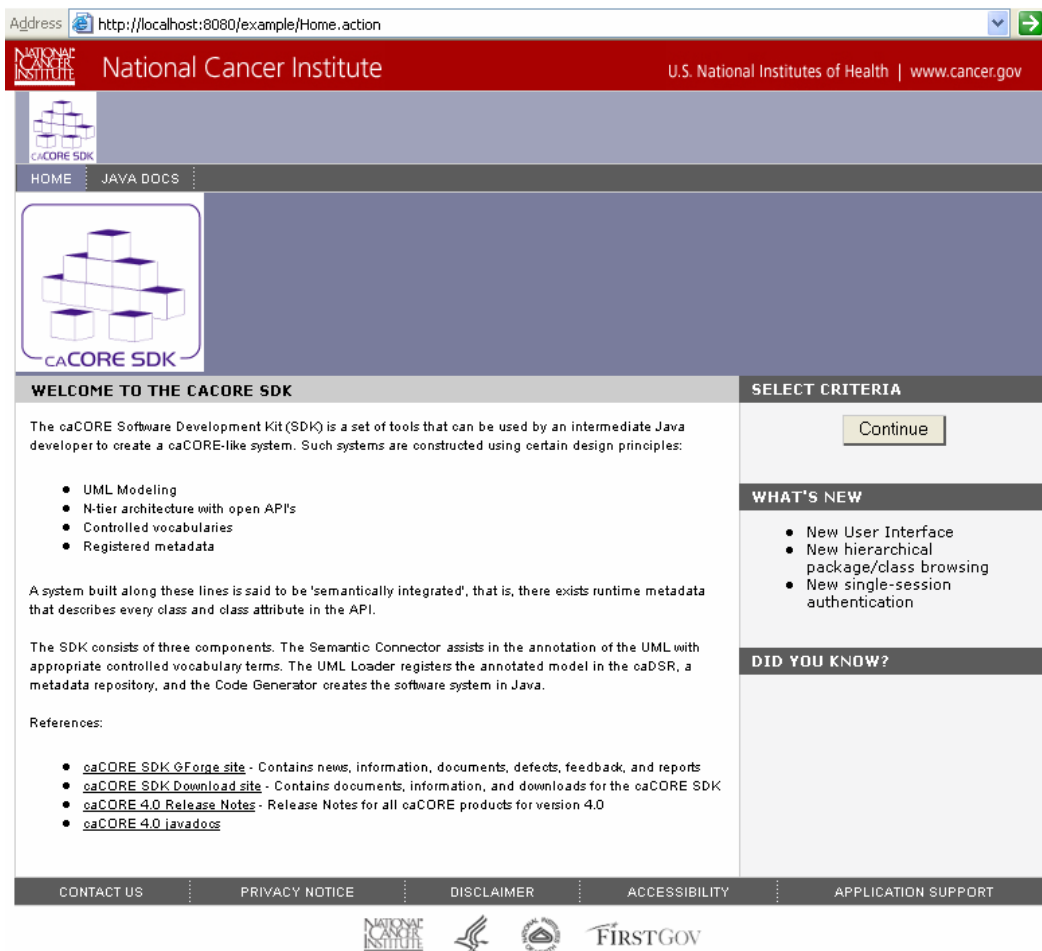 Address http://localhost:8080/example/Home.action
NATIONAL
CANCER
INSTITUTE
National Cancer Institute
U.S. National Institutes of Health | www.cancer.gov
caCORE SDK
HOME JAVA DOCS
caCORE SDK
WELCOME TO THE CACORE SDK
The caCORE Software Development Kit (SDK) is a set of tools that can be used by an intermediate Java
developer to create a caCORE-like system. Such systems are constructed using certain design principles:
UML Modeling
N-tier architecture with open API's
Controlled vocabularies
Registered metadata
A system built along these lines is said to be 'semantically integrated', that is, there exists runtime metadata
that describes every class and class attribute in the API.
The SDK consists of three components. The Semantic Connector assists in the annotation of the UML with
appropriate controlled vocabulary terms. The UML Loader registers the annotated model in the caDSR, a
metadata repository, and the Code Generator creates the software system in Java.
References:
caCORE SDK GForge site - Contains news, information, documents, defects, feedback, and reports
caCORE SDK Download site - Contains documents, information, and downloads for the caCORE SDK
caCORE 4.0 Release Notes - Release Notes for all caCORE products for version 4.0
caCORE 4.0 javadocs
SELECT CRITERIA
Continue
WHAT'S NEW
New User Interface
New hierarchical
package/class browsing
New single-session
authentication
DID YOU KNOW?
CONTACT US PRIVACY NOTICE DISCLAIMER ACCESSIBILITY APPLICATION SUPPORT
NATIONAL
CANCER
INSTITUTE
FIRSTGOV